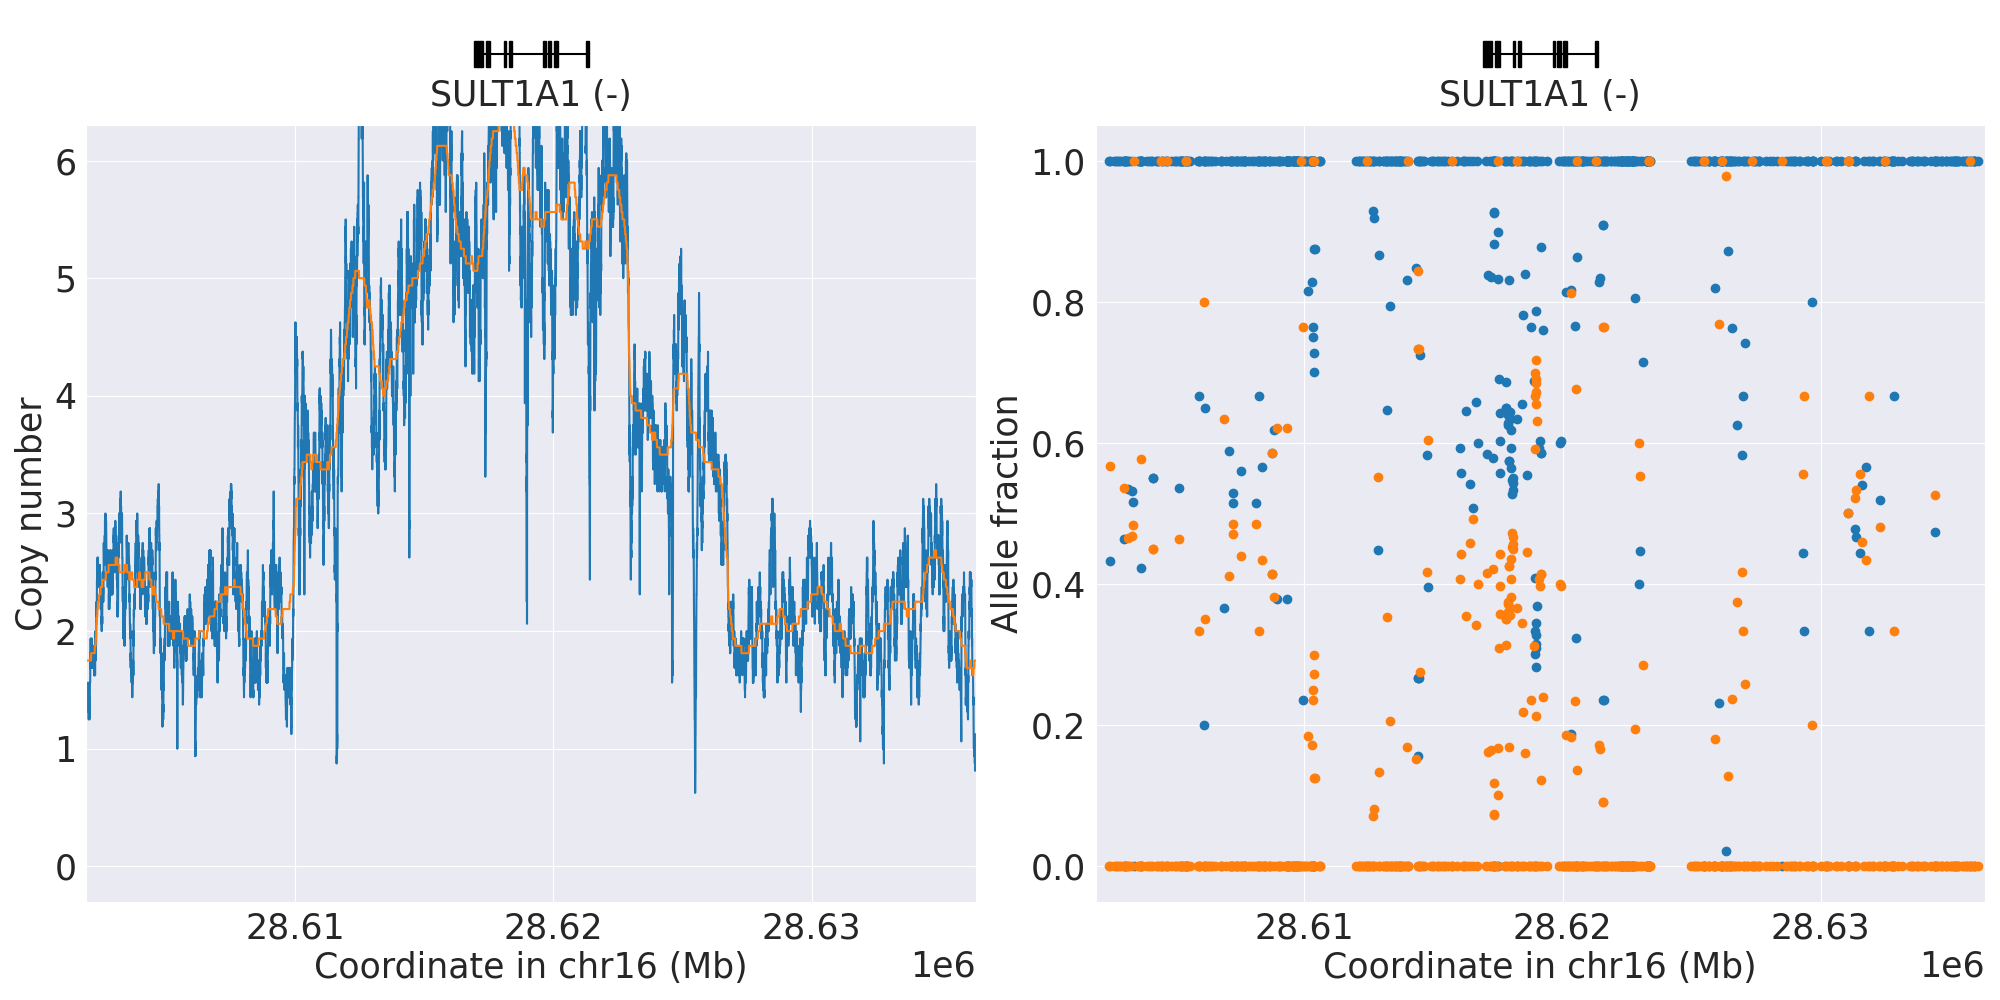 SULT1A1 (-)
6
5
4
3
2
1
0
Copy number
28.61
28.62
28.63
Coordinate in chr16 (Mb)
1e6
SULT1A1 (-)
1.0
0.8
0.6
0.4
0.2
0.0
Allele fraction
28.61
28.62
28.63
Coordinate in chr16 (Mb)
1e6